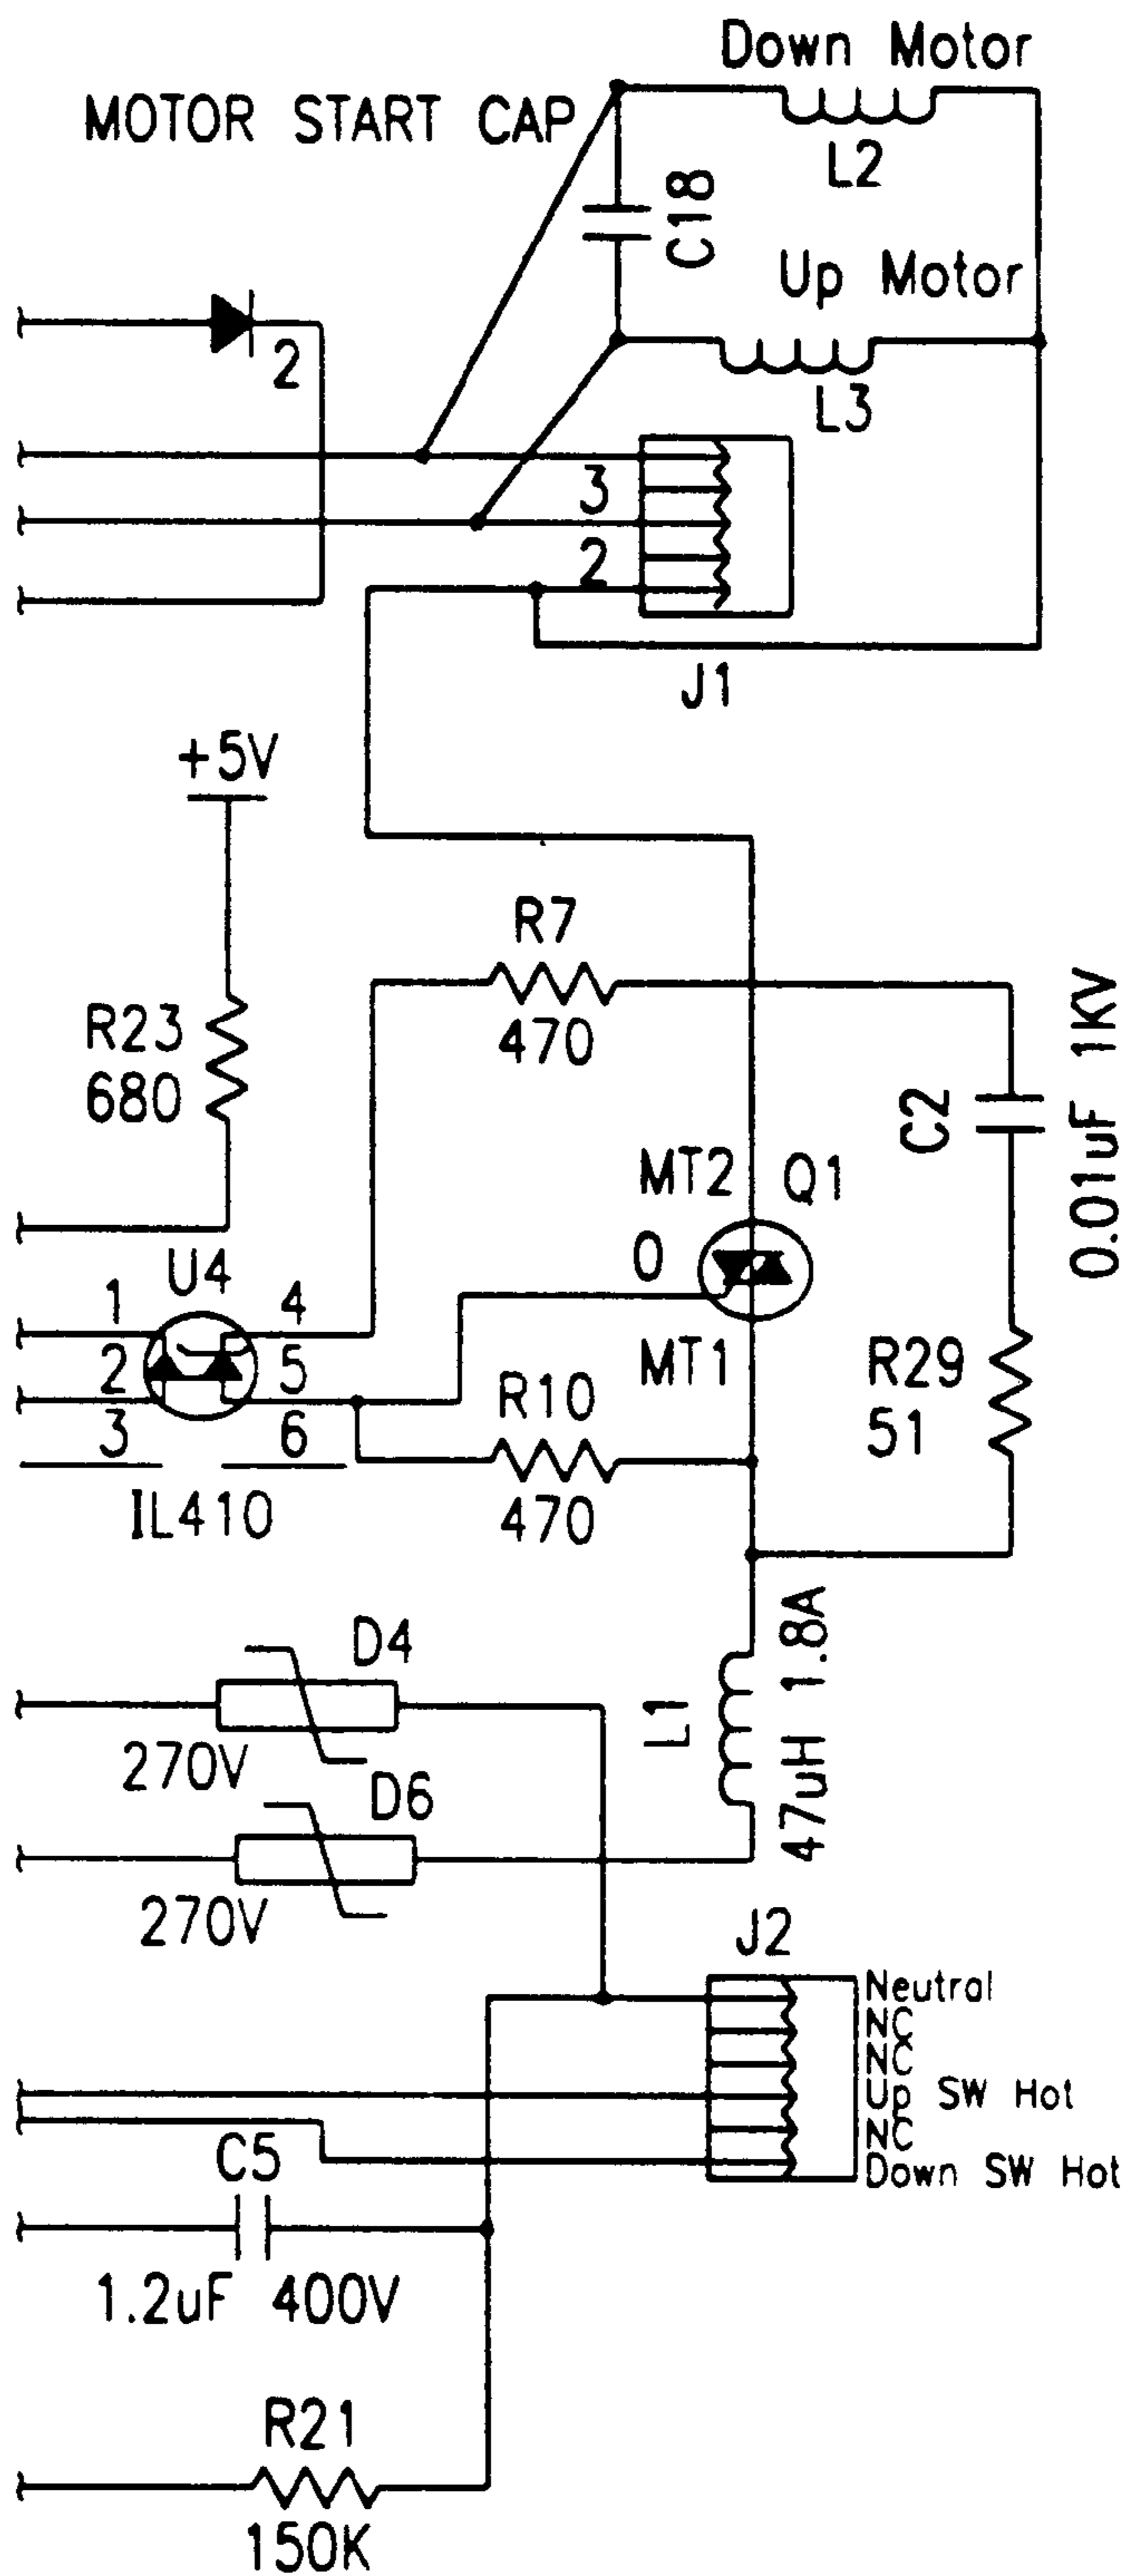 Down Motor
MOTOR START CAP
L2
C18
Up Motor
2
L3
3
2
J1
+5V
R7
470
R23
680
C2
0.01uF 1KV
MT2 Q1
0
U4
1 4
2 5
3 6
MT1
R29
51
R10
470
IL410
D4
270V
L1
47uH 1.8A
D6
270V
J2
Neutral
NC
NC
Up SW Hot
NC
Down SW Hot
C5
1.2uF 400V
R21
150K